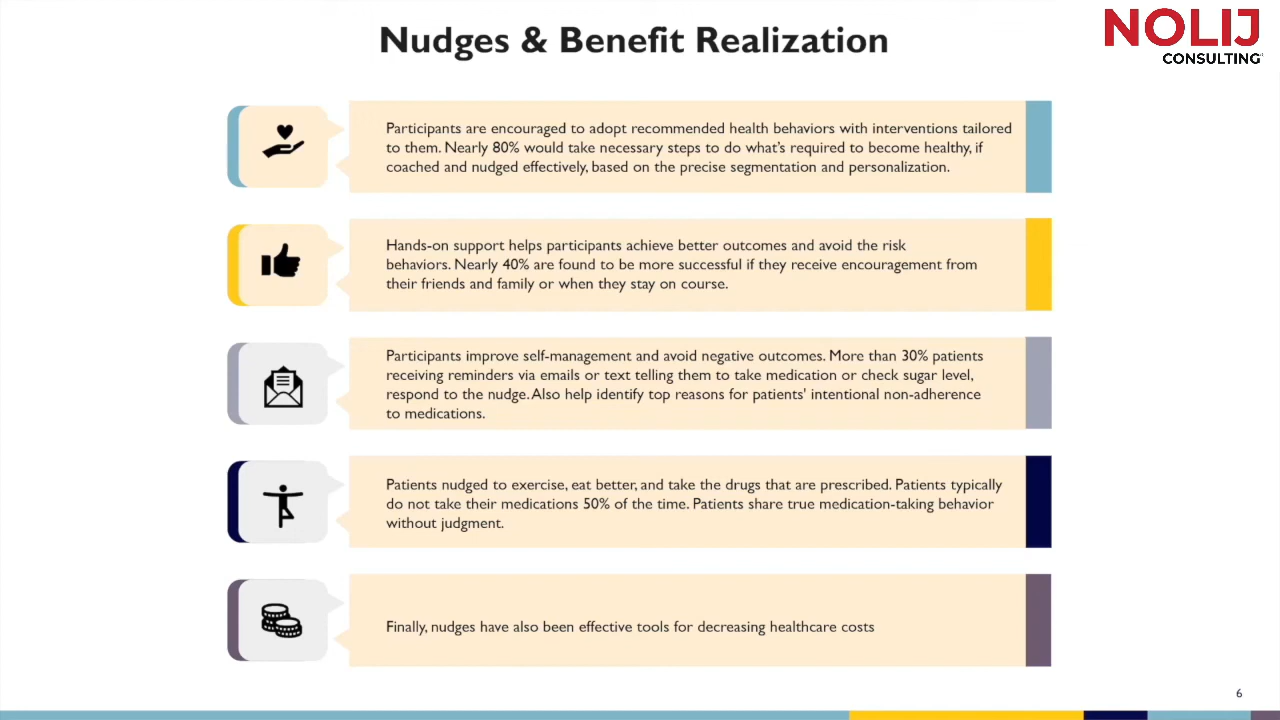 Nudges & Benefit Realization
NOLIJ
CONSULTING
Participants are encouraged to adopt recommended health behaviors with interventions tailored
to them. Nearly 80% would take necessary steps to do what's required to become healthy, if
coached and nudged effectively, based on the precise segmentation and personalization.
Hands-on support helps participants achieve better outcomes and avoid the risk
behaviors. Nearly 40% are found to be more successful if they receive encouragement from
their friends and family or when they stay on course.
Participants improve self-management and avoid negative outcomes. More than 30% patients
receiving reminders via emails or text telling them to take medication or check sugar level,
respond to the nudge. Also help identify top reasons for patients' intentional non-adherence
to medications.
Patients nudged to exercise, eat better, and take the drugs that are prescribed. Patients typically
do not take their medications 50% of the time. Patients share true medication-taking behavior
without judgment.
Finally, nudges have also been effective tools for decreasing healthcare costs
6